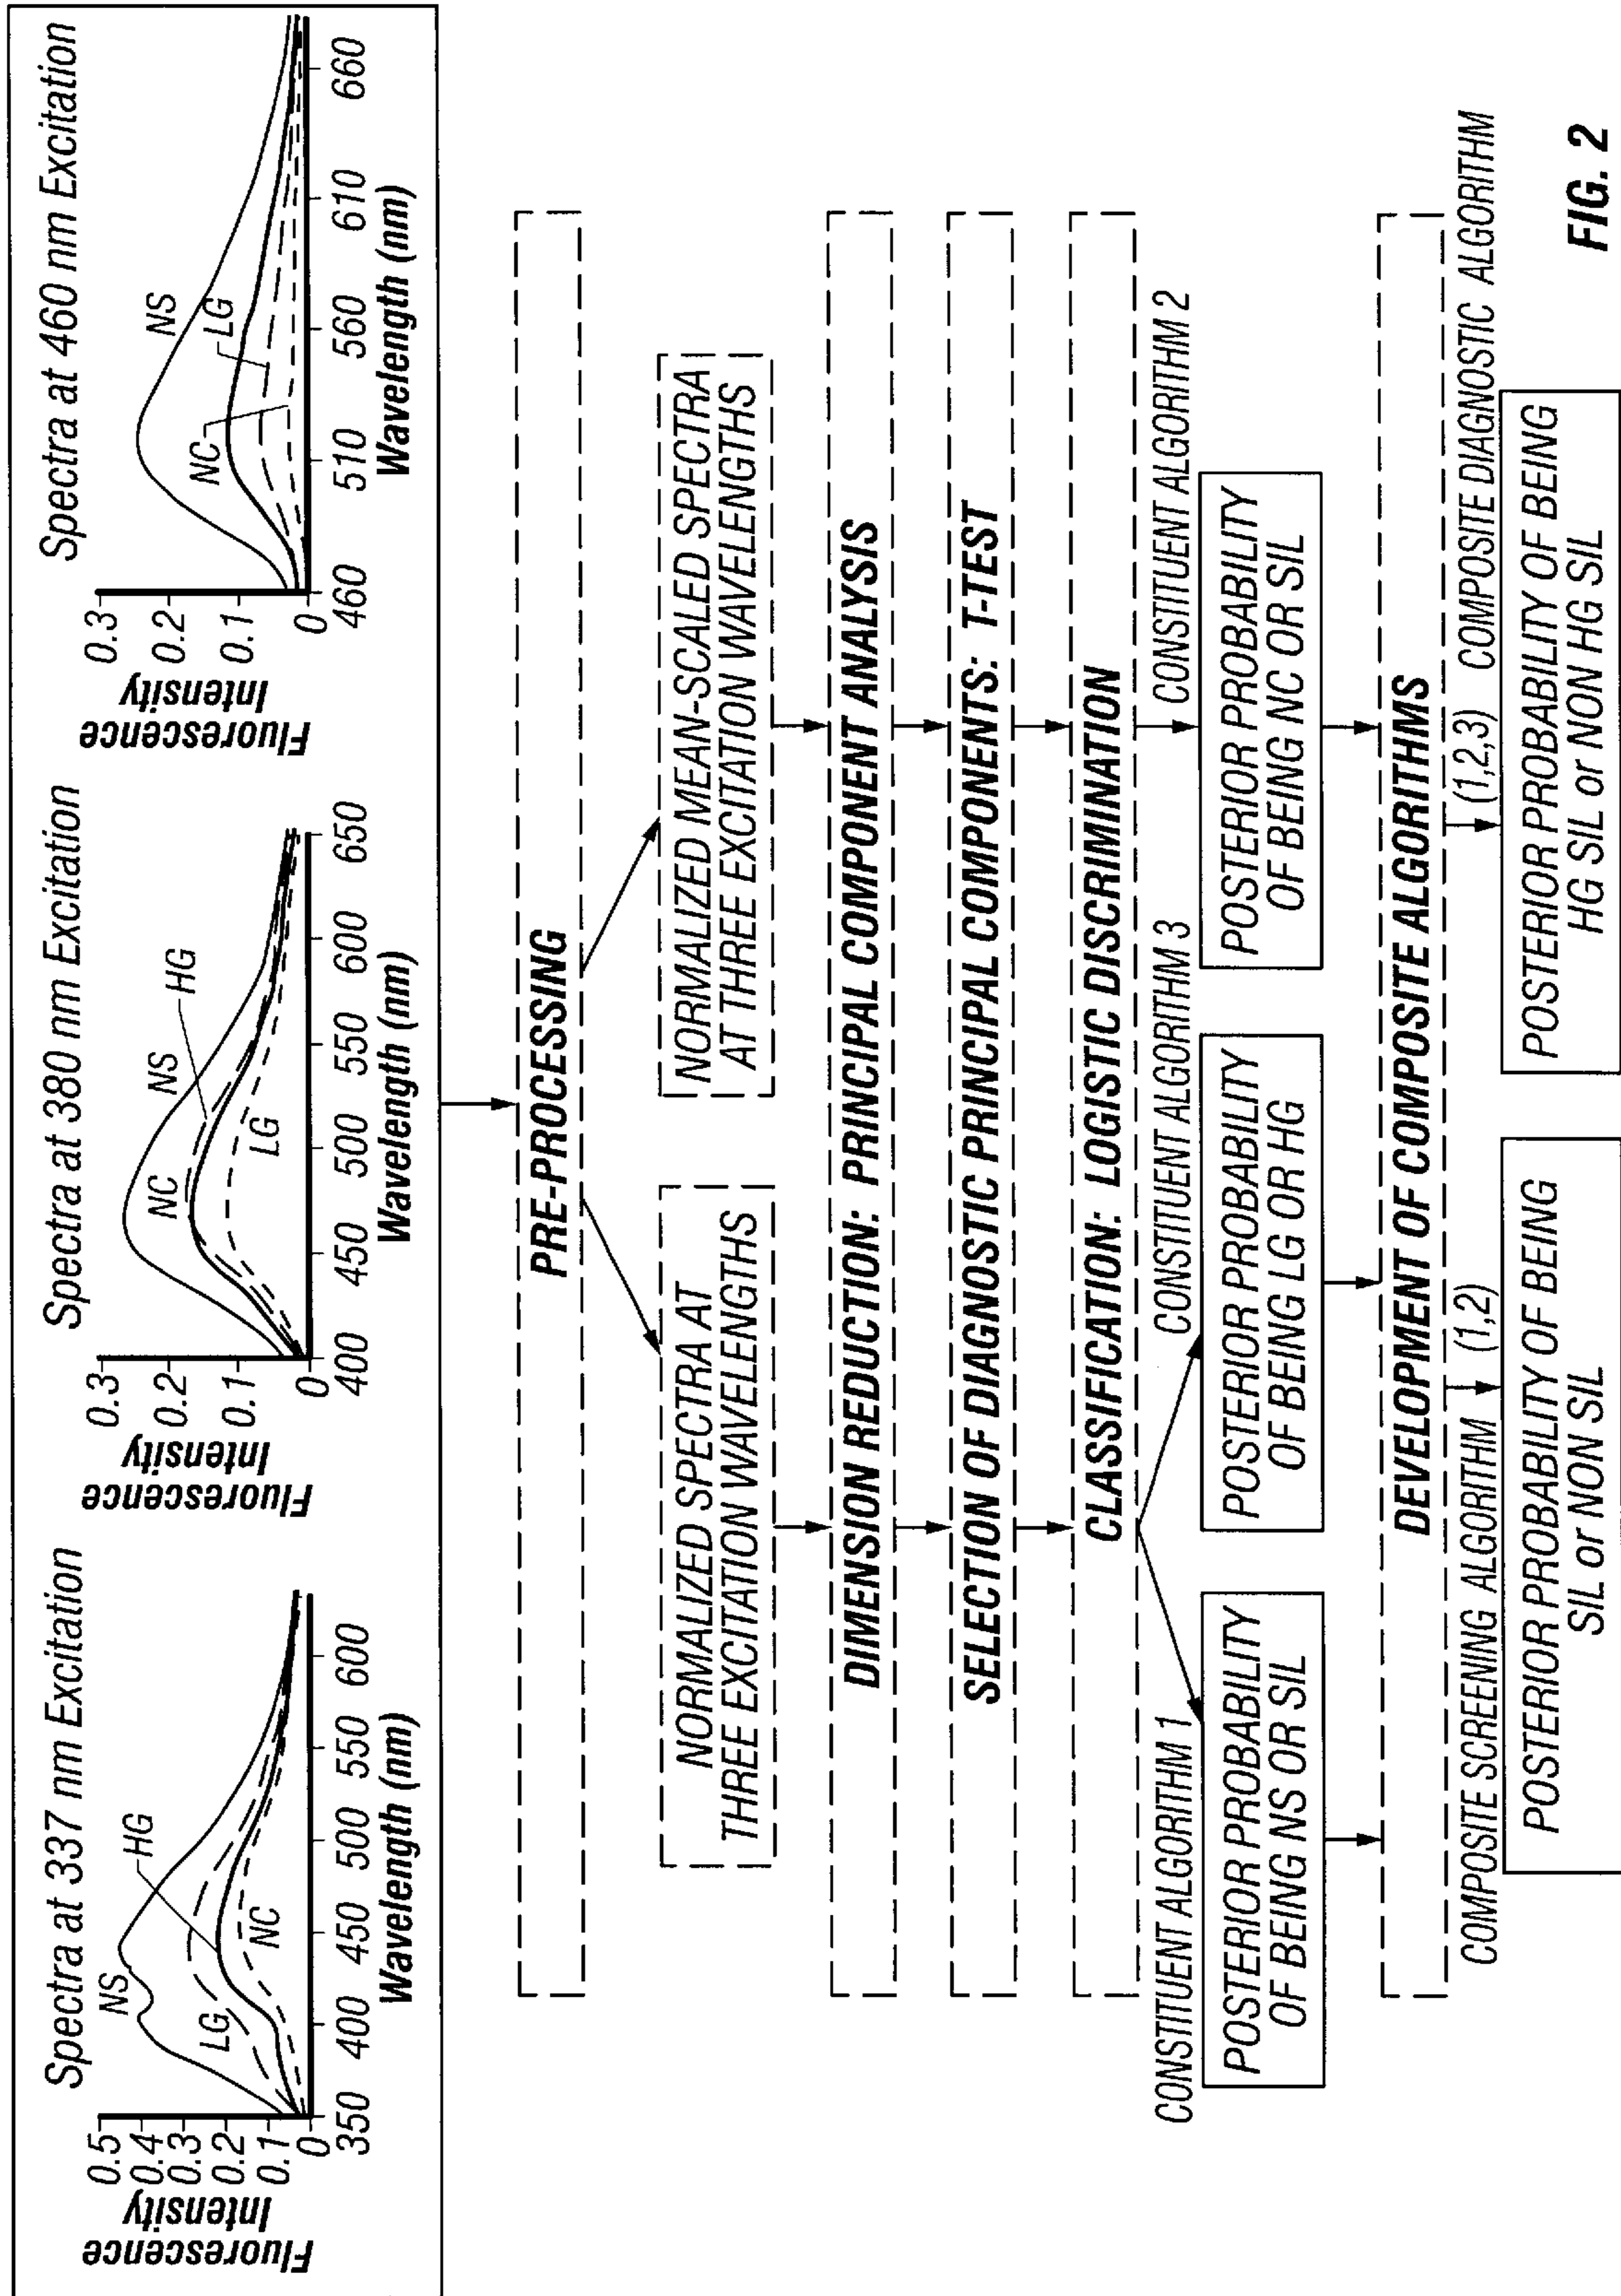 Spectra at 337 nm Excitation
Fluorescence
Intensity
0.5
0.4
0.3
0.2
0.1
0
NS
HG
LG
NC
350 400 450 500 550 600
Wavelength (nm)
Spectra at 380 nm Excitation
Fluorescence
Intensity
0.3
0.2
0.1
0
NS
HG
NC
LG
400 450 500 550 600 650
Wavelength (nm)
Spectra at 460 nm Excitation
Fluorescence
Intensity
0.3
0.2
0.1
0
NS
LG
NC
460 510 560 610 660
Wavelength (nm)
PRE-PROCESSING
NORMALIZED SPECTRA AT
THREE EXCITATION WAVELENGTHS
NORMALIZED MEAN-SCALED SPECTRA
AT THREE EXCITATION WAVELENGTHS
DIMENSION REDUCTION: PRINCIPAL COMPONENT ANALYSIS
SELECTION OF DIAGNOSTIC PRINCIPAL COMPONENTS: T-TEST
CLASSIFICATION: LOGISTIC DISCRIMINATION
CONSTITUENT ALGORITHM 1
POSTERIOR PROBABILITY
OF BEING NS OR SIL
CONSTITUENT ALGORITHM 3
POSTERIOR PROBABILITY
OF BEING LG OR HG
CONSTITUENT ALGORITHM 2
POSTERIOR PROBABILITY
OF BEING NC OR SIL
DEVELOPMENT OF COMPOSITE ALGORITHMS
COMPOSITE SCREENING ALGORITHM (1,2)
POSTERIOR PROBABILITY OF BEING
SIL or NON SIL
(1,2,3) COMPOSITE DIAGNOSTIC ALGORITHM
POSTERIOR PROBABILITY OF BEING
HG SIL or NON HG SIL
FIG. 2